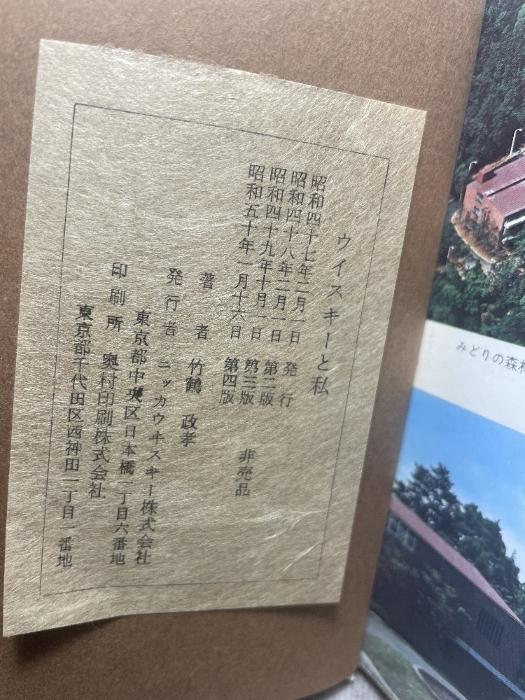 ウイスキーと私
昭和四十七年二月一日 発行
昭和四十八年二月一日 第二版
昭和四十九年十月一日 第三版 非売品
昭和五十年一月十六日 第四版
著者 竹鶴 政孝
発行者 ニッカウヰスキー株式会社
東京都中央区日本橋一丁目六番地
印刷所 奥村印刷株式会社
東京都千代田区西神田一丁目一番地
みどりの森